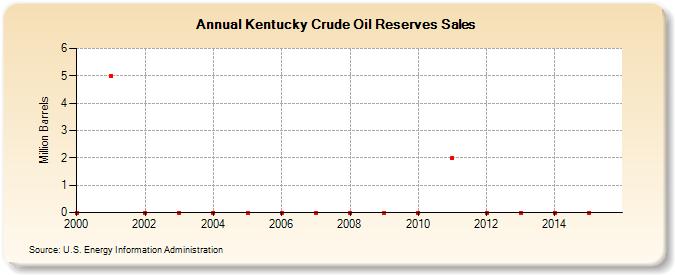 Annual Kentucky Crude Oil Reserves Sales
Million Barrels
6
5
4
3
2
1
0
2000 2002 2004 2006 2008 2010 2012 2014
Source: U.S. Energy Information Administration